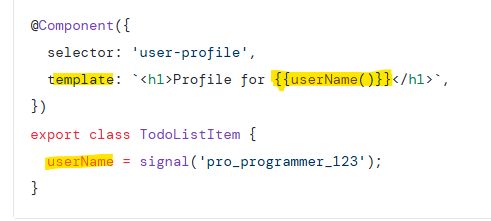 @Component({
  selector: 'user-profile',
  template: `<h1>Profile for {{userName()}}</h1>`,
})
export class TodoListItem {
  userName = signal('pro_programmer_123');
}